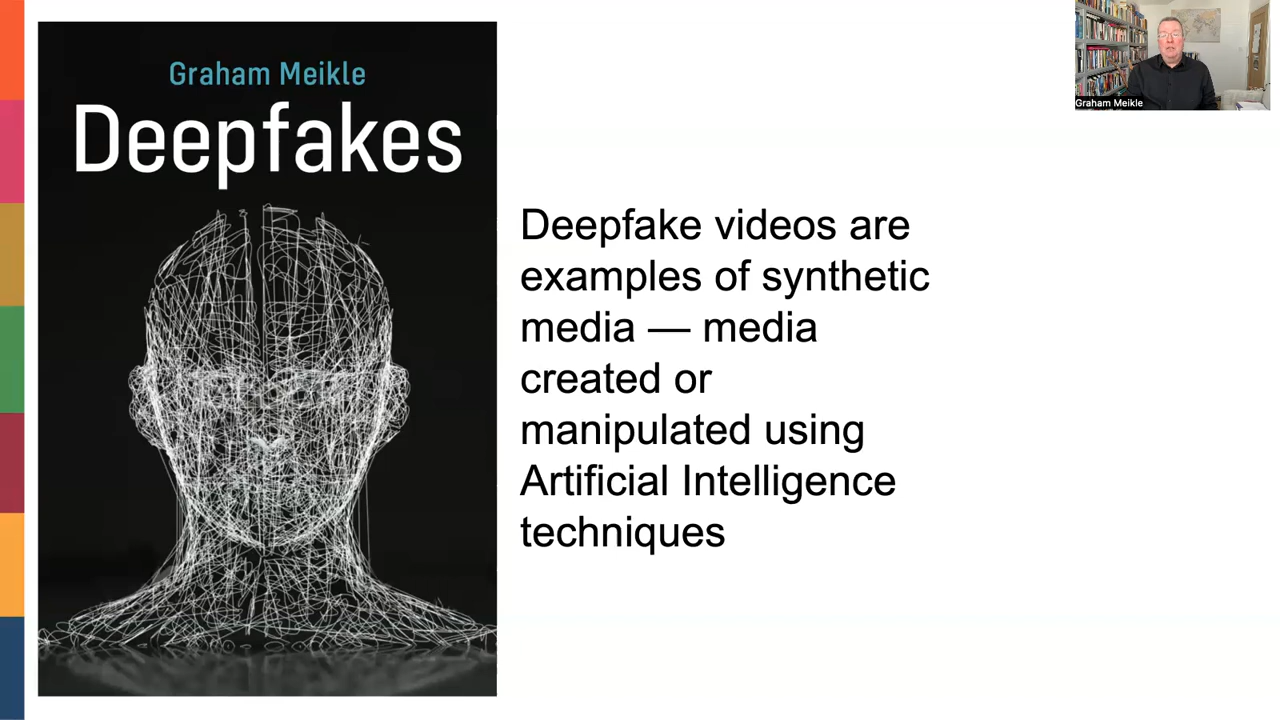 Graham Meikle
Deepfakes
Deepfake videos are
examples of synthetic
media — media
created or
manipulated using
Artificial Intelligence
techniques
Graham Meikle